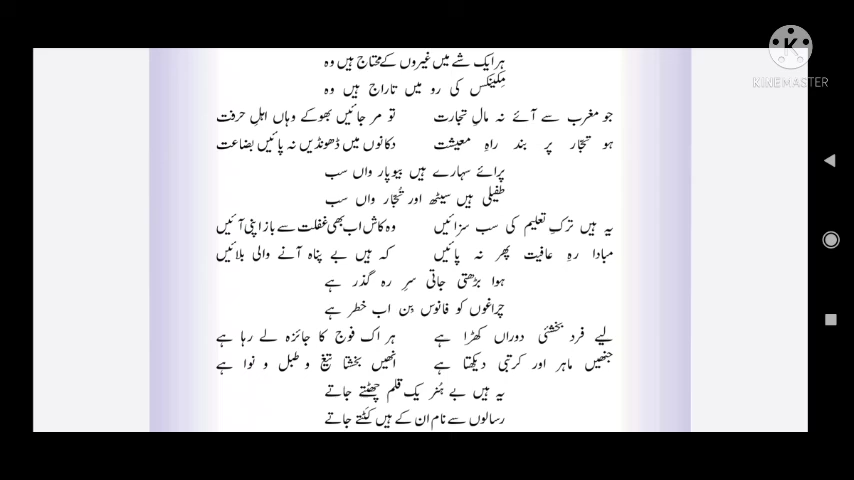 ہر ایک شے میں غیروں کے محتاج ہیں وہ
مکینکس کی رو میں تاراج ہیں وہ
جو مغرب سے آئے نہ مالِ تجارت تو مر جائیں بھوکے وہاں اہلِ حرفت
ہو تجّار پر بند راہِ معیشت دکانوں میں ڈھونڈیں نہ پائیں بضاعت
پرائے سہارے ہیں بیوپار واں سب
طفیلی ہیں سیٹھ اور تجّار واں سب
یہ ہیں ترکِ تعلیم کی سب سزائیں وہ کاش اب بھی غفلت سے باز اپنی آئیں
مبادا رہِ عافیت پھر نہ پائیں کہ ہیں بے پناہ آنے والی بلائیں
ہوا بڑھتی جاتی سرِ رہ گذر ہے
چراغوں کو فانوس بِن اب خطر ہے
لیے فردِ بخشئی دوراں کھڑا ہے ہر اک فوج کا جائزہ لے رہا ہے
جنھیں ماہر اور کرتبی دیکھتا ہے انھیں بخشتا تیغ و طبل و نوا ہے
یہ ہیں بے ہُنر یک قلم چھٹتے جاتے
رسالوں سے نام ان کے ہیں کٹتے جاتے
KINEMASTER